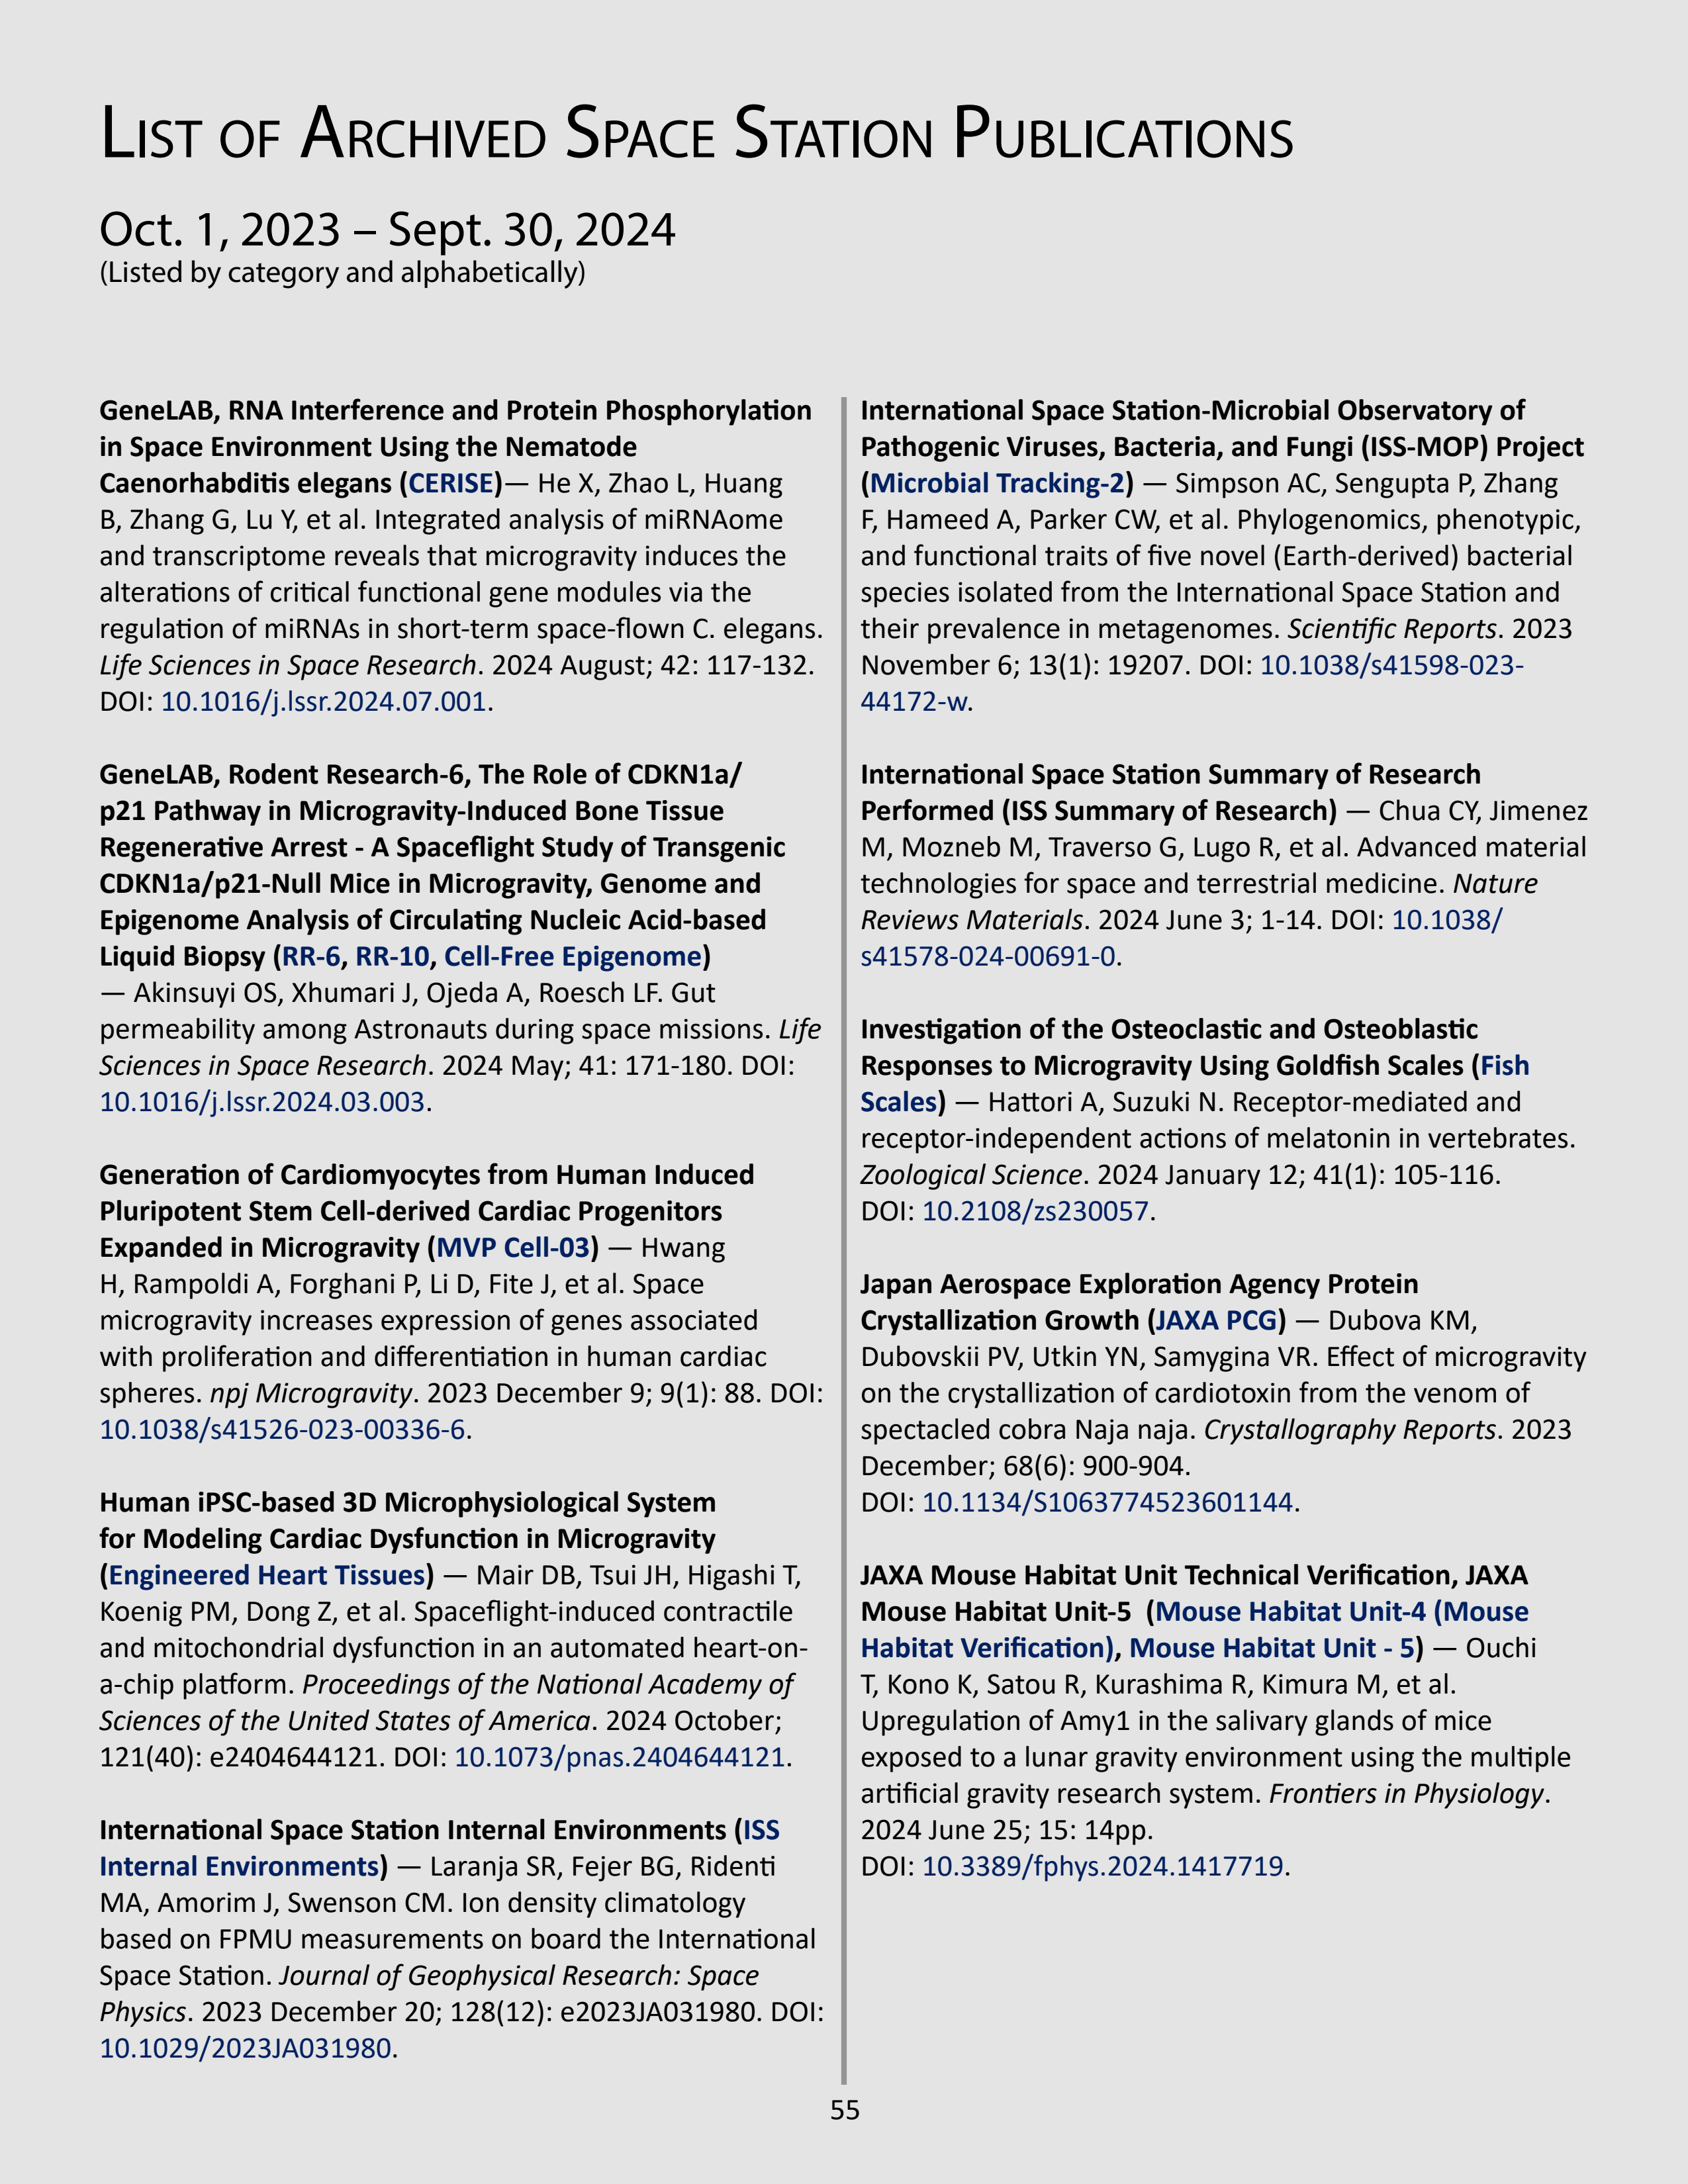 List of Archived Space Station Publications
Oct. 1, 2023 – Sept. 30, 2024
(Listed by category and alphabetically)
GeneLAB, RNA Interference and Protein Phosphorylation
in Space Environment Using the Nematode
Caenorhabditis elegans (CERISE)— He X, Zhao L, Huang
B, Zhang G, Lu Y, et al. Integrated analysis of miRNAome
and transcriptome reveals that microgravity induces the
alterations of critical functional gene modules via the
regulation of miRNAs in short-term space-flown C. elegans.
Life Sciences in Space Research. 2024 August; 42: 117-132.
DOI: 10.1016/j.lssr.2024.07.001.
GeneLAB, Rodent Research-6, The Role of CDKN1a/
p21 Pathway in Microgravity-Induced Bone Tissue
Regenerative Arrest - A Spaceflight Study of Transgenic
CDKN1a/p21-Null Mice in Microgravity, Genome and
Epigenome Analysis of Circulating Nucleic Acid-based
Liquid Biopsy (RR-6, RR-10, Cell-Free Epigenome)
— Akinsuyi OS, Xhumari J, Ojeda A, Roesch LF. Gut
permeability among Astronauts during space missions. Life
Sciences in Space Research. 2024 May; 41: 171-180. DOI:
10.1016/j.lssr.2024.03.003.
Generation of Cardiomyocytes from Human Induced
Pluripotent Stem Cell-derived Cardiac Progenitors
Expanded in Microgravity (MVP Cell-03) — Hwang
H, Rampoldi A, Forghani P, Li D, Fite J, et al. Space
microgravity increases expression of genes associated
with proliferation and differentiation in human cardiac
spheres. npj Microgravity. 2023 December 9; 9(1): 88. DOI:
10.1038/s41526-023-00336-6.
Human iPSC-based 3D Microphysiological System
for Modeling Cardiac Dysfunction in Microgravity
(Engineered Heart Tissues) — Mair DB, Tsui JH, Higashi T,
Koenig PM, Dong Z, et al. Spaceflight-induced contractile
and mitochondrial dysfunction in an automated heart-on-
a-chip platform. Proceedings of the National Academy of
Sciences of the United States of America. 2024 October;
121(40): e2404644121. DOI: 10.1073/pnas.2404644121.
International Space Station Internal Environments (ISS
Internal Environments) — Laranja SR, Fejer BG, Ridenti
MA, Amorim J, Swenson CM. Ion density climatology
based on FPMU measurements on board the International
Space Station. Journal of Geophysical Research: Space
Physics. 2023 December 20; 128(12): e2023JA031980. DOI:
10.1029/2023JA031980.
International Space Station-Microbial Observatory of
Pathogenic Viruses, Bacteria, and Fungi (ISS-MOP) Project
(Microbial Tracking-2) — Simpson AC, Sengupta P, Zhang
F, Hameed A, Parker CW, et al. Phylogenomics, phenotypic,
and functional traits of five novel (Earth-derived) bacterial
species isolated from the International Space Station and
their prevalence in metagenomes. Scientific Reports. 2023
November 6; 13(1): 19207. DOI: 10.1038/s41598-023-
44172-w.
International Space Station Summary of Research
Performed (ISS Summary of Research) — Chua CY, Jimenez
M, Mozneb M, Traverso G, Lugo R, et al. Advanced material
technologies for space and terrestrial medicine. Nature
Reviews Materials. 2024 June 3; 1-14. DOI: 10.1038/
s41578-024-00691-0.
Investigation of the Osteoclastic and Osteoblastic
Responses to Microgravity Using Goldfish Scales (Fish
Scales) — Hattori A, Suzuki N. Receptor-mediated and
receptor-independent actions of melatonin in vertebrates.
Zoological Science. 2024 January 12; 41(1): 105-116.
DOI: 10.2108/zs230057.
Japan Aerospace Exploration Agency Protein
Crystallization Growth (JAXA PCG) — Dubova KM,
Dubovskii PV, Utkin YN, Samygina VR. Effect of microgravity
on the crystallization of cardiotoxin from the venom of
spectacled cobra Naja naja. Crystallography Reports. 2023
December; 68(6): 900-904.
DOI: 10.1134/S1063774523601144.
JAXA Mouse Habitat Unit Technical Verification, JAXA
Mouse Habitat Unit-5  (Mouse Habitat Unit-4 (Mouse
Habitat Verification), Mouse Habitat Unit - 5) — Ouchi
T, Kono K, Satou R, Kurashima R, Kimura M, et al.
Upregulation of Amy1 in the salivary glands of mice
exposed to a lunar gravity environment using the multiple
artificial gravity research system. Frontiers in Physiology.
2024 June 25; 15: 14pp.
DOI: 10.3389/fphys.2024.1417719.
55